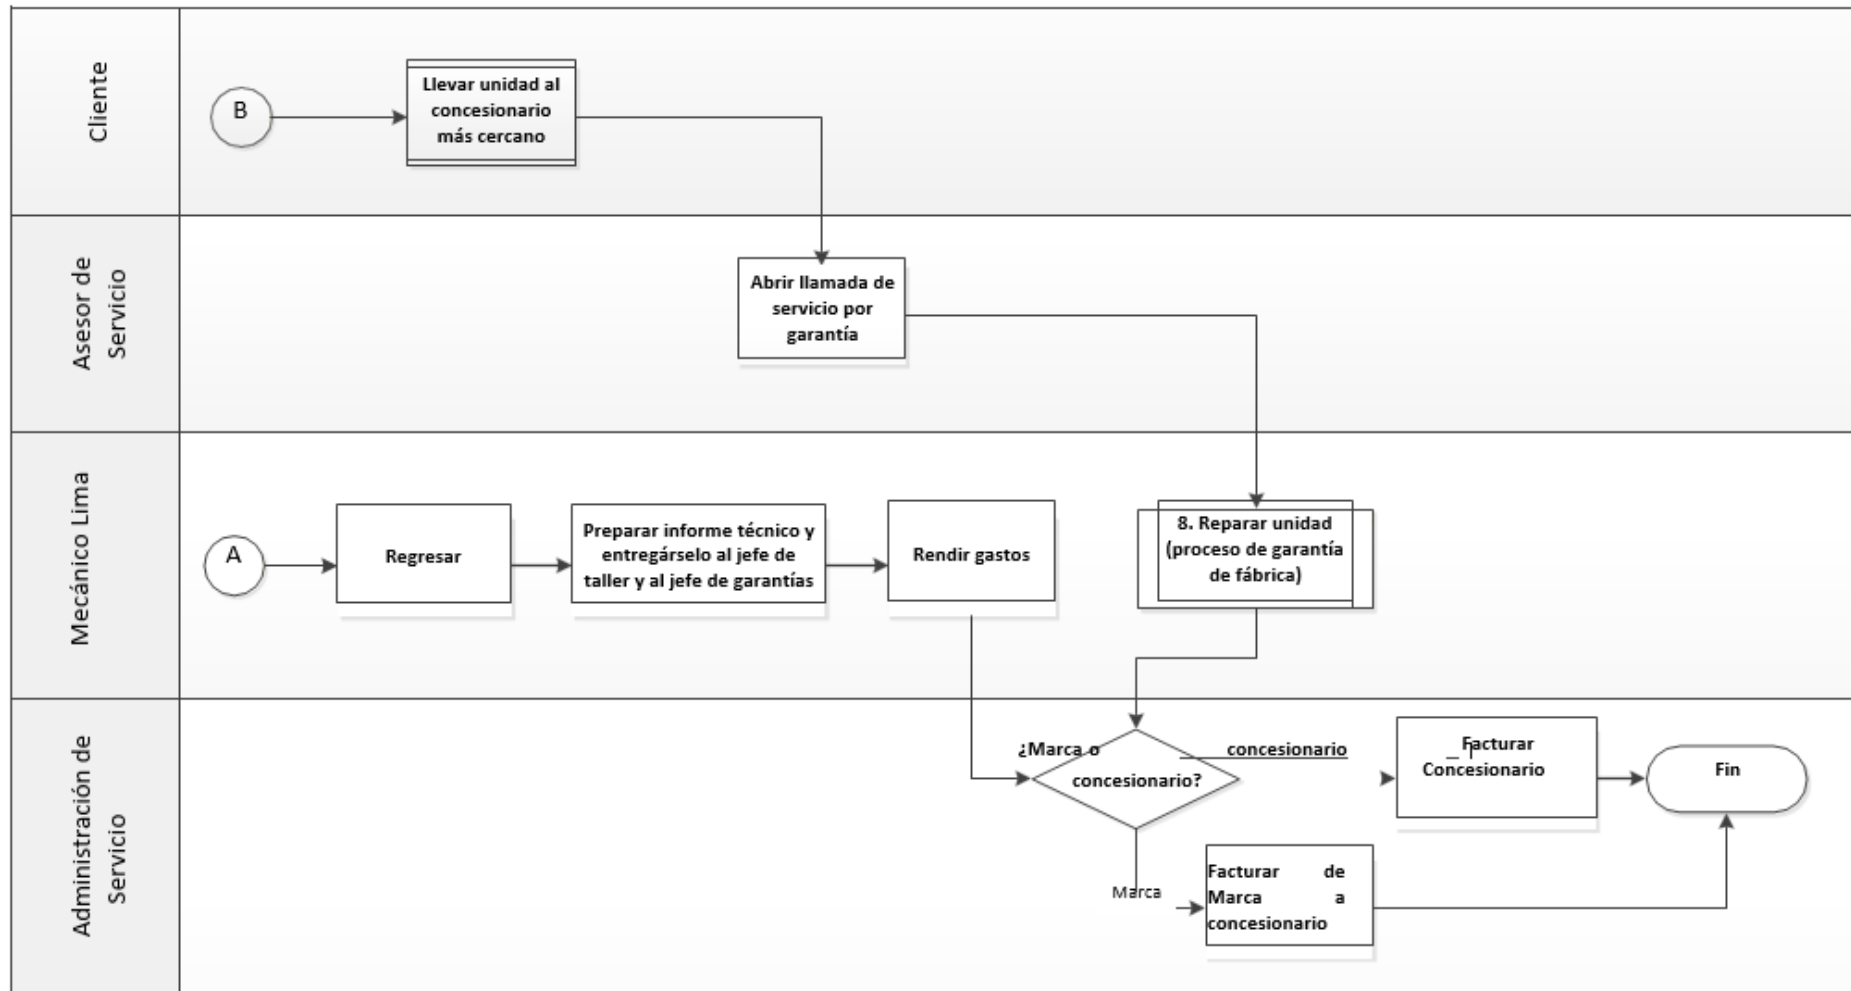 Cliente
B
Llevar unidad al
concesionario
más cercano
Asesor de
Servicio
Abrir llamada de
servicio por
garantía
Mecánico Lima
A
Regresar
Preparar informe técnico y
entregárselo al jefe de
taller y al jefe de garantías
Rendir gastos
8. Reparar unidad
(proceso de garantía
de fábrica)
Administración de
Servicio
¿Marca o
concesionario?
concesionario
Facturar
Concesionario
Fin
Marca
Facturar de
Marca a
concesionario